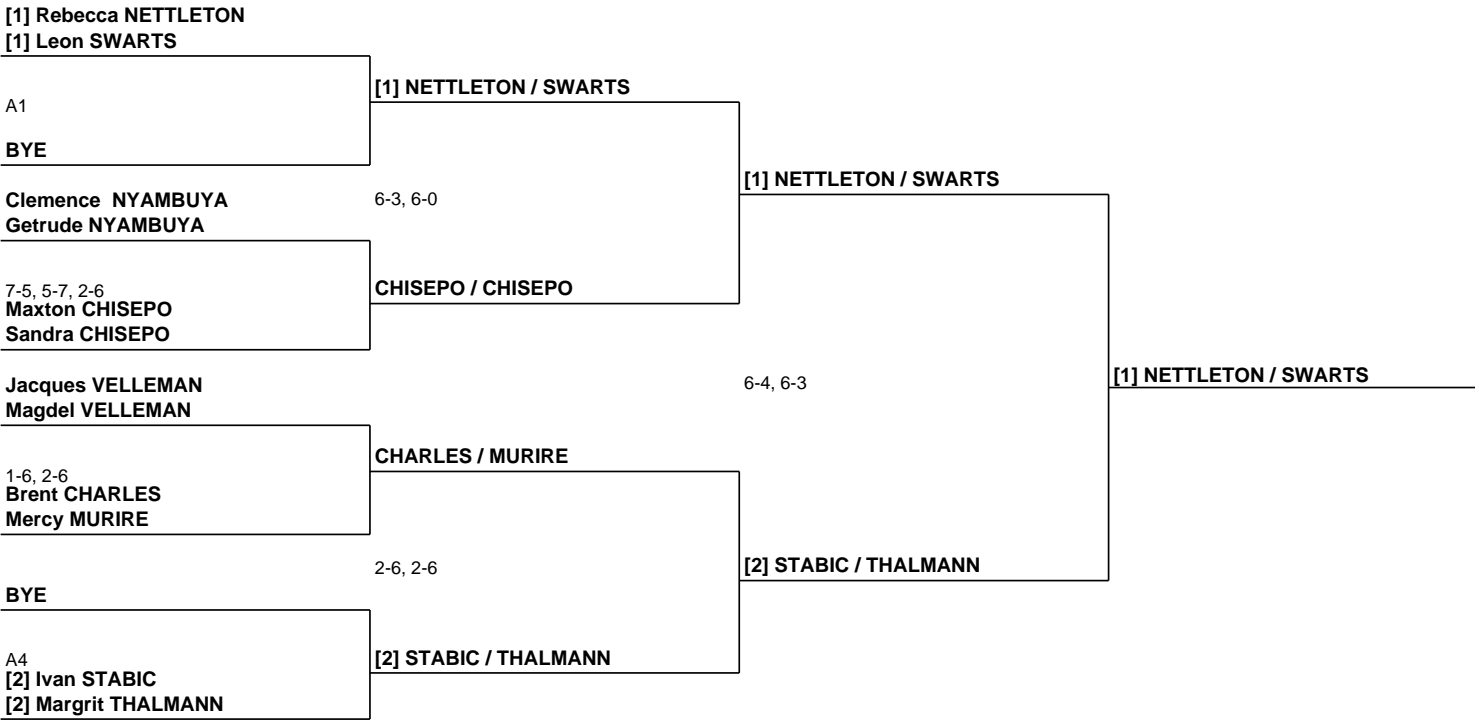 [1] Rebecca NETTLETON
[1] Leon SWARTS
[1] NETTLETON / SWARTS
A1
BYE
[1] NETTLETON / SWARTS
Clemence  NYAMBUYA
6-3, 6-0
Getrude NYAMBUYA
7-5, 5-7, 2-6
CHISEPO / CHISEPO
Maxton CHISEPO
Sandra CHISEPO
[1] NETTLETON / SWARTS
Jacques VELLEMAN
6-4, 6-3
Magdel VELLEMAN
CHARLES / MURIRE
1-6, 2-6
Brent CHARLES
Mercy MURIRE
2-6, 2-6
[2] STABIC / THALMANN
BYE
A4
[2] STABIC / THALMANN
[2] Ivan STABIC
[2] Margrit THALMANN